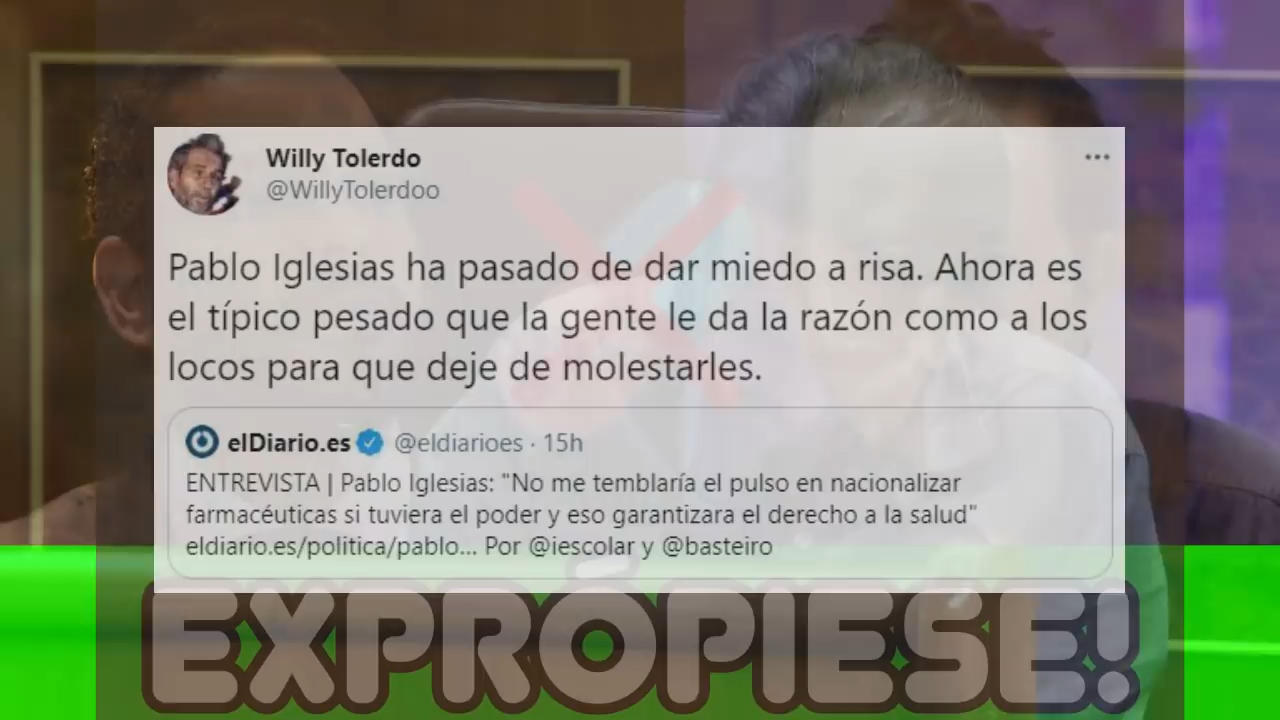 Willy Tolerdo
@WillyTolerdoo
Pablo Iglesias ha pasado de dar miedo a risa. Ahora es
el típico pesado que la gente le da la razón como a los
locos para que deje de molestarles.
elDiario.es @eldiarioes · 15h
ENTREVISTA | Pablo Iglesias: "No me temblaría el pulso en nacionalizar
farmacéuticas si tuviera el poder y eso garantizara el derecho a la salud"
eldiario.es/politica/pablo... Por @iescolar y @basteiro
EXPRÓPIESE!